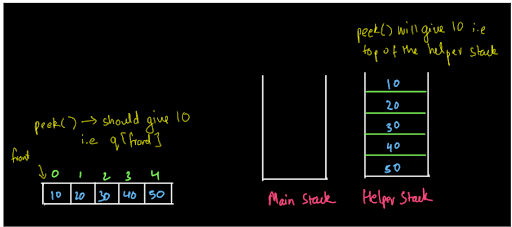 peek() will give 10 i.e
top of the helper stack
peek() → should give 10
i.e q[front]
front
0 1 2 3 4
10 20 30 40 50
10
20
30
40
50
Main Stack
Helper Stack